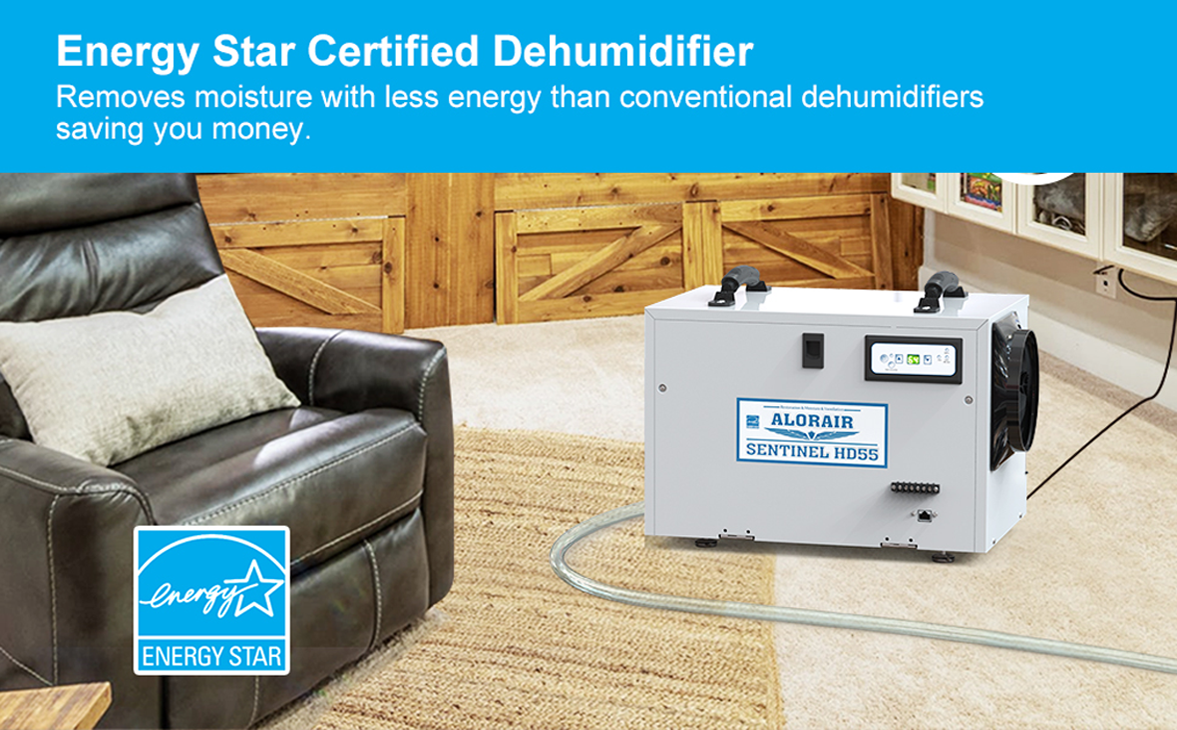 Energy Star Certified Dehumidifier
Removes moisture with less energy than conventional dehumidifiers
saving you money.
64
ALORAIR
SENTINEL HD55
energy
ENERGY STAR